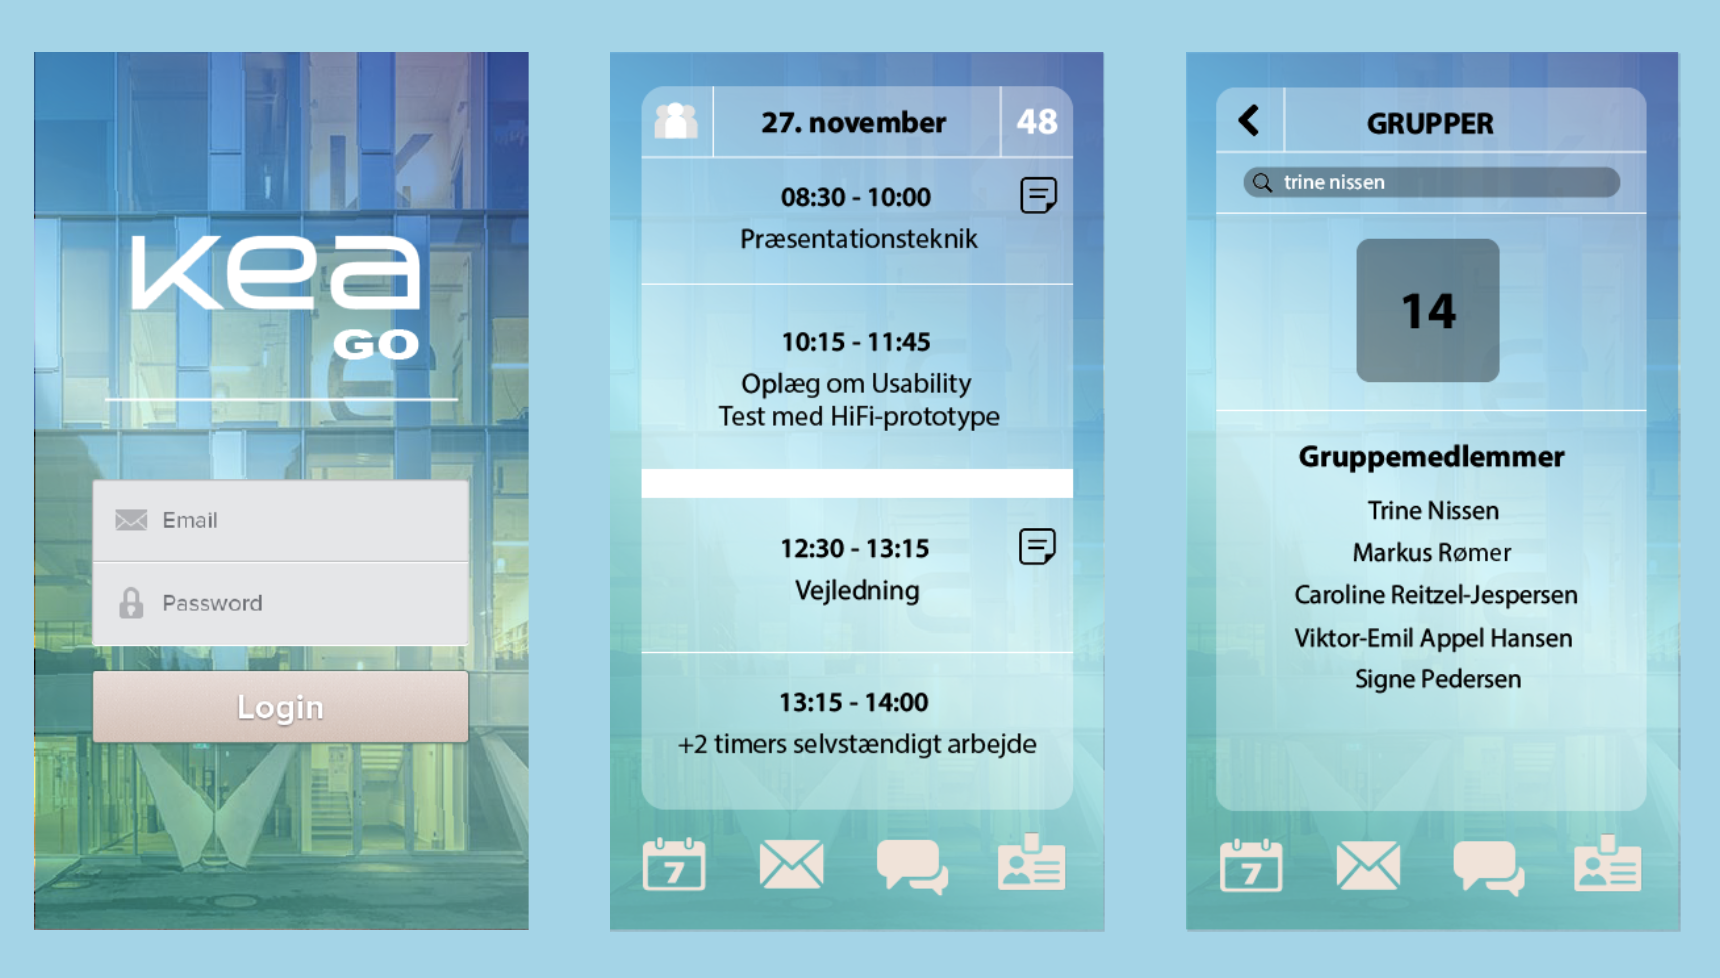 kea
GO
Email
Password
Login
27. november
48
08:30 - 10:00
Præsentationsteknik
10:15 - 11:45
Oplæg om Usability
Test med HiFi-prototype
12:30 - 13:15
Vejledning
13:15 - 14:00
+2 timers selvstændigt arbejde
7
GRUPPER
trine nissen
14
Gruppemedlemmer
Trine Nissen
Markus Rømer
Caroline Reitzel-Jespersen
Viktor-Emil Appel Hansen
Signe Pedersen
7